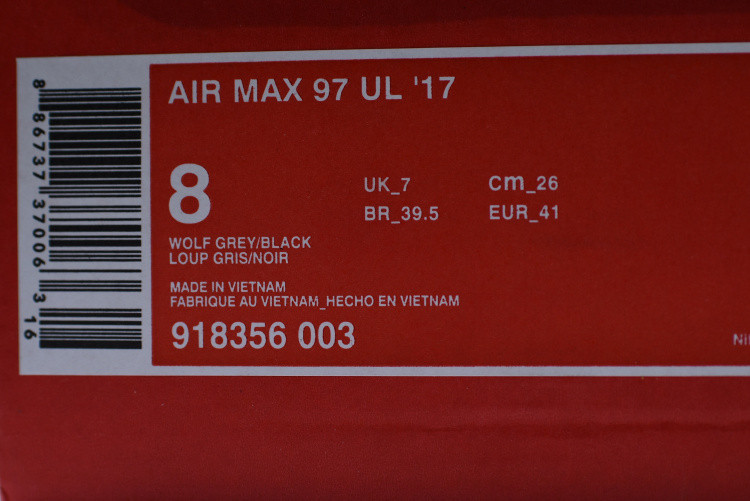 AIR MAX 97 UL '17
8
UK_7
cm_26
BR_39.5
EUR_41
WOLF GREY/BLACK
LOUP GRIS/NOIR
MADE IN VIETNAM
FABRIQUE AU VIETNAM_HECHO EN VIETNAM
918356 003
8 86737 37006 3 16